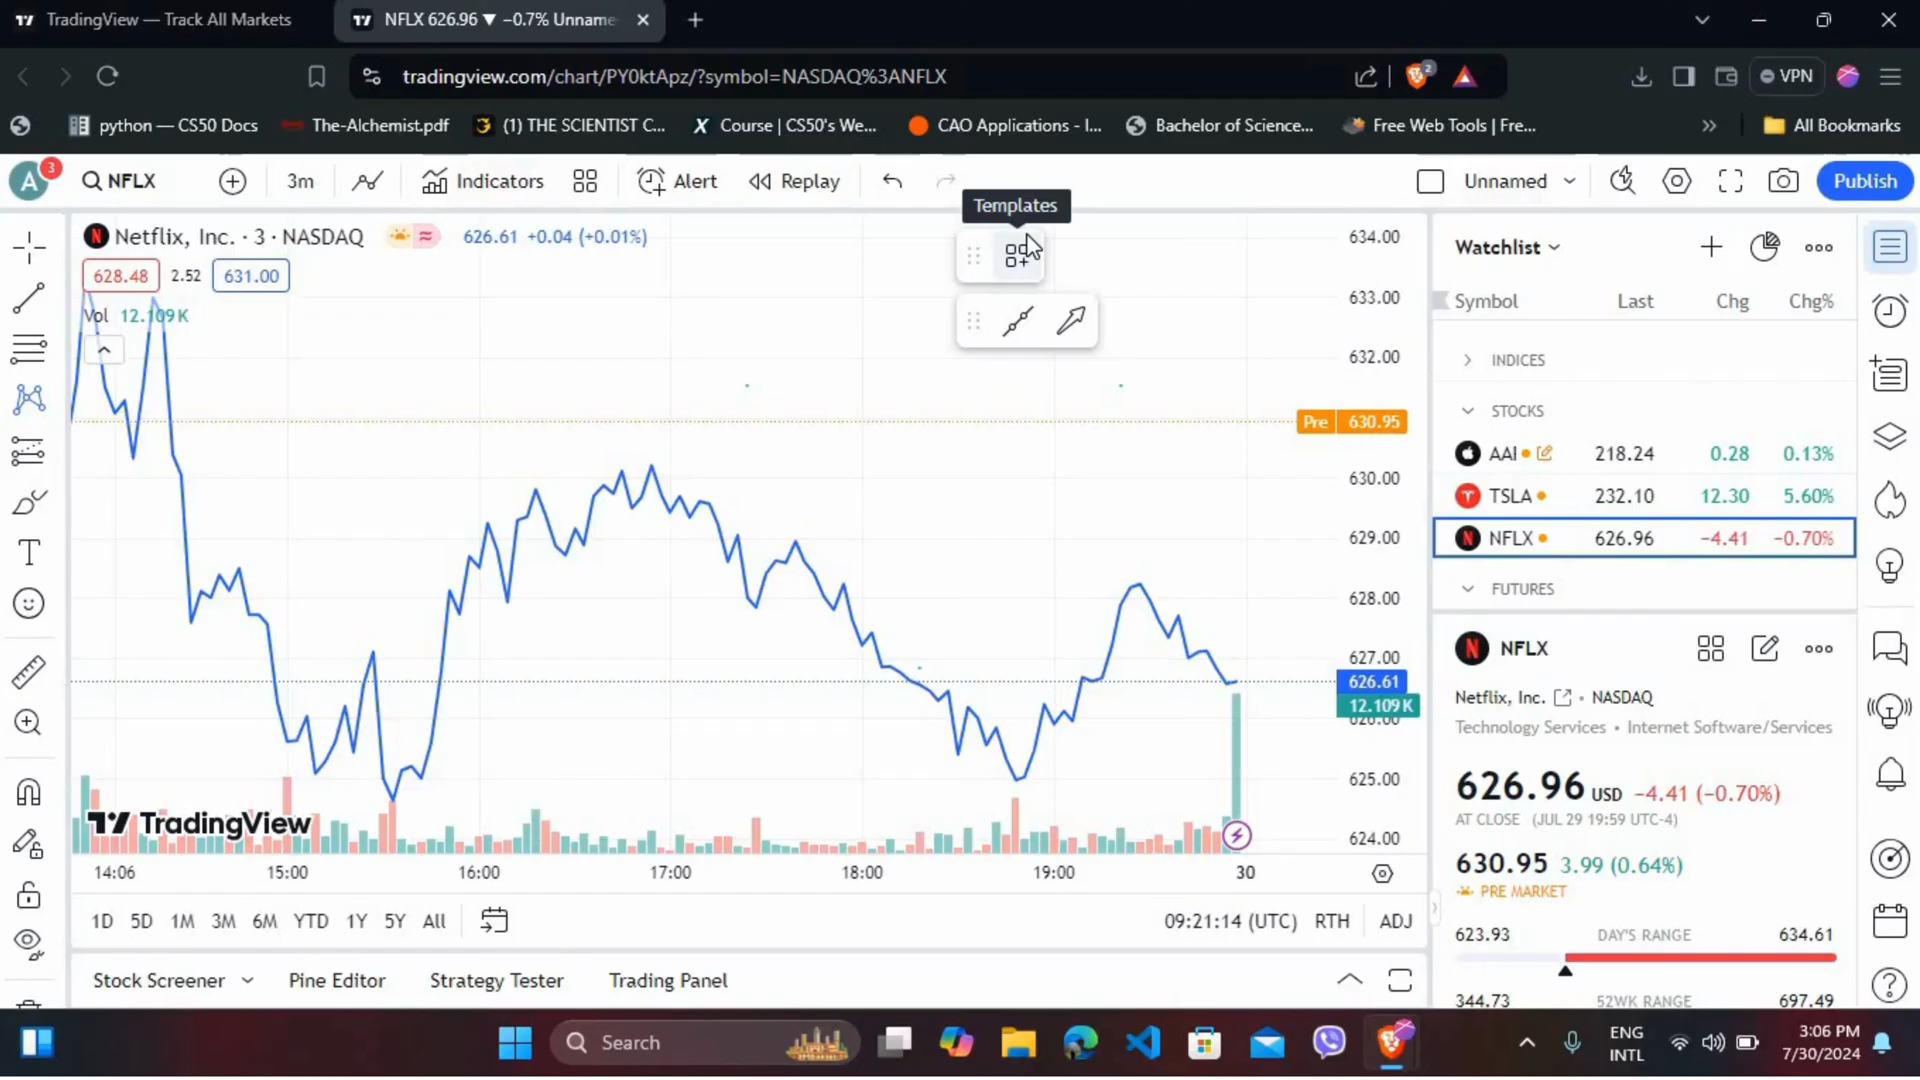 TradingView — Track All Markets
NFLX 626.96 ▼ −0.7% Unname
tradingview.com/chart/PY0ktApz/?symbol=NASDAQ%3ANFLX
2
VPN
python — CS50 Docs
The-Alchemist.pdf
(1) THE SCIENTIST C...
Course | CS50's We...
CAO Applications - I...
Bachelor of Science...
Free Web Tools | Fre...
All Bookmarks
A 3
NFLX
3m
Indicators
Alert
Replay
Unnamed
Publish
Templates
Netflix, Inc. · 3 · NASDAQ
626.61 +0.04 (+0.01%)
628.48 2.52 631.00
Vol 12.109K
634.00
633.00
632.00
Pre 630.95
630.00
629.00
628.00
627.00
626.61
12.109K
626.00
625.00
624.00
TradingView
14:06 15:00 16:00 17:00 18:00 19:00 30
1D 5D 1M 3M 6M YTD 1Y 5Y All
09:21:14 (UTC) RTH ADJ
Stock Screener
Pine Editor
Strategy Tester
Trading Panel
Watchlist
Symbol Last Chg Chg%
INDICES
STOCKS
AAI 218.24 0.28 0.13%
TSLA 232.10 12.30 5.60%
NFLX 626.96 −4.41 −0.70%
FUTURES
NFLX
Netflix, Inc. • NASDAQ
Technology Services • Internet Software/Services
626.96 USD −4.41 (−0.70%)
AT CLOSE (JUL 29 19:59 UTC-4)
630.95 3.99 (0.64%)
PRE MARKET
623.93 DAY'S RANGE 634.61
344.73 52WK RANGE 697.49
Search
ENG
INTL
3:06 PM
7/30/2024